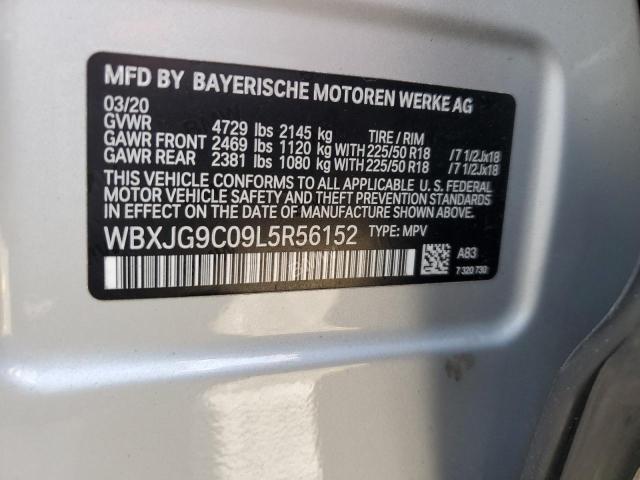 MFD BY BAYERISCHE MOTOREN WERKE AG
03/20
GVWR 4729 lbs 2145 kg TIRE / RIM
GAWR FRONT 2469 lbs 1120 kg WITH 225/50 R18 /7 1/2Jx18
GAWR REAR 2381 lbs 1080 kg WITH 225/50 R18 /7 1/2Jx18
THIS VEHICLE CONFORMS TO ALL APPLICABLE U. S. FEDERAL
MOTOR VEHICLE SAFETY AND THEFT PREVENTION STANDARDS
IN EFFECT ON THE DATE OF MANUFACTURE SHOWN ABOVE.
WBXJG9C09L5R56152 TYPE: MPV
A83
7 320 730